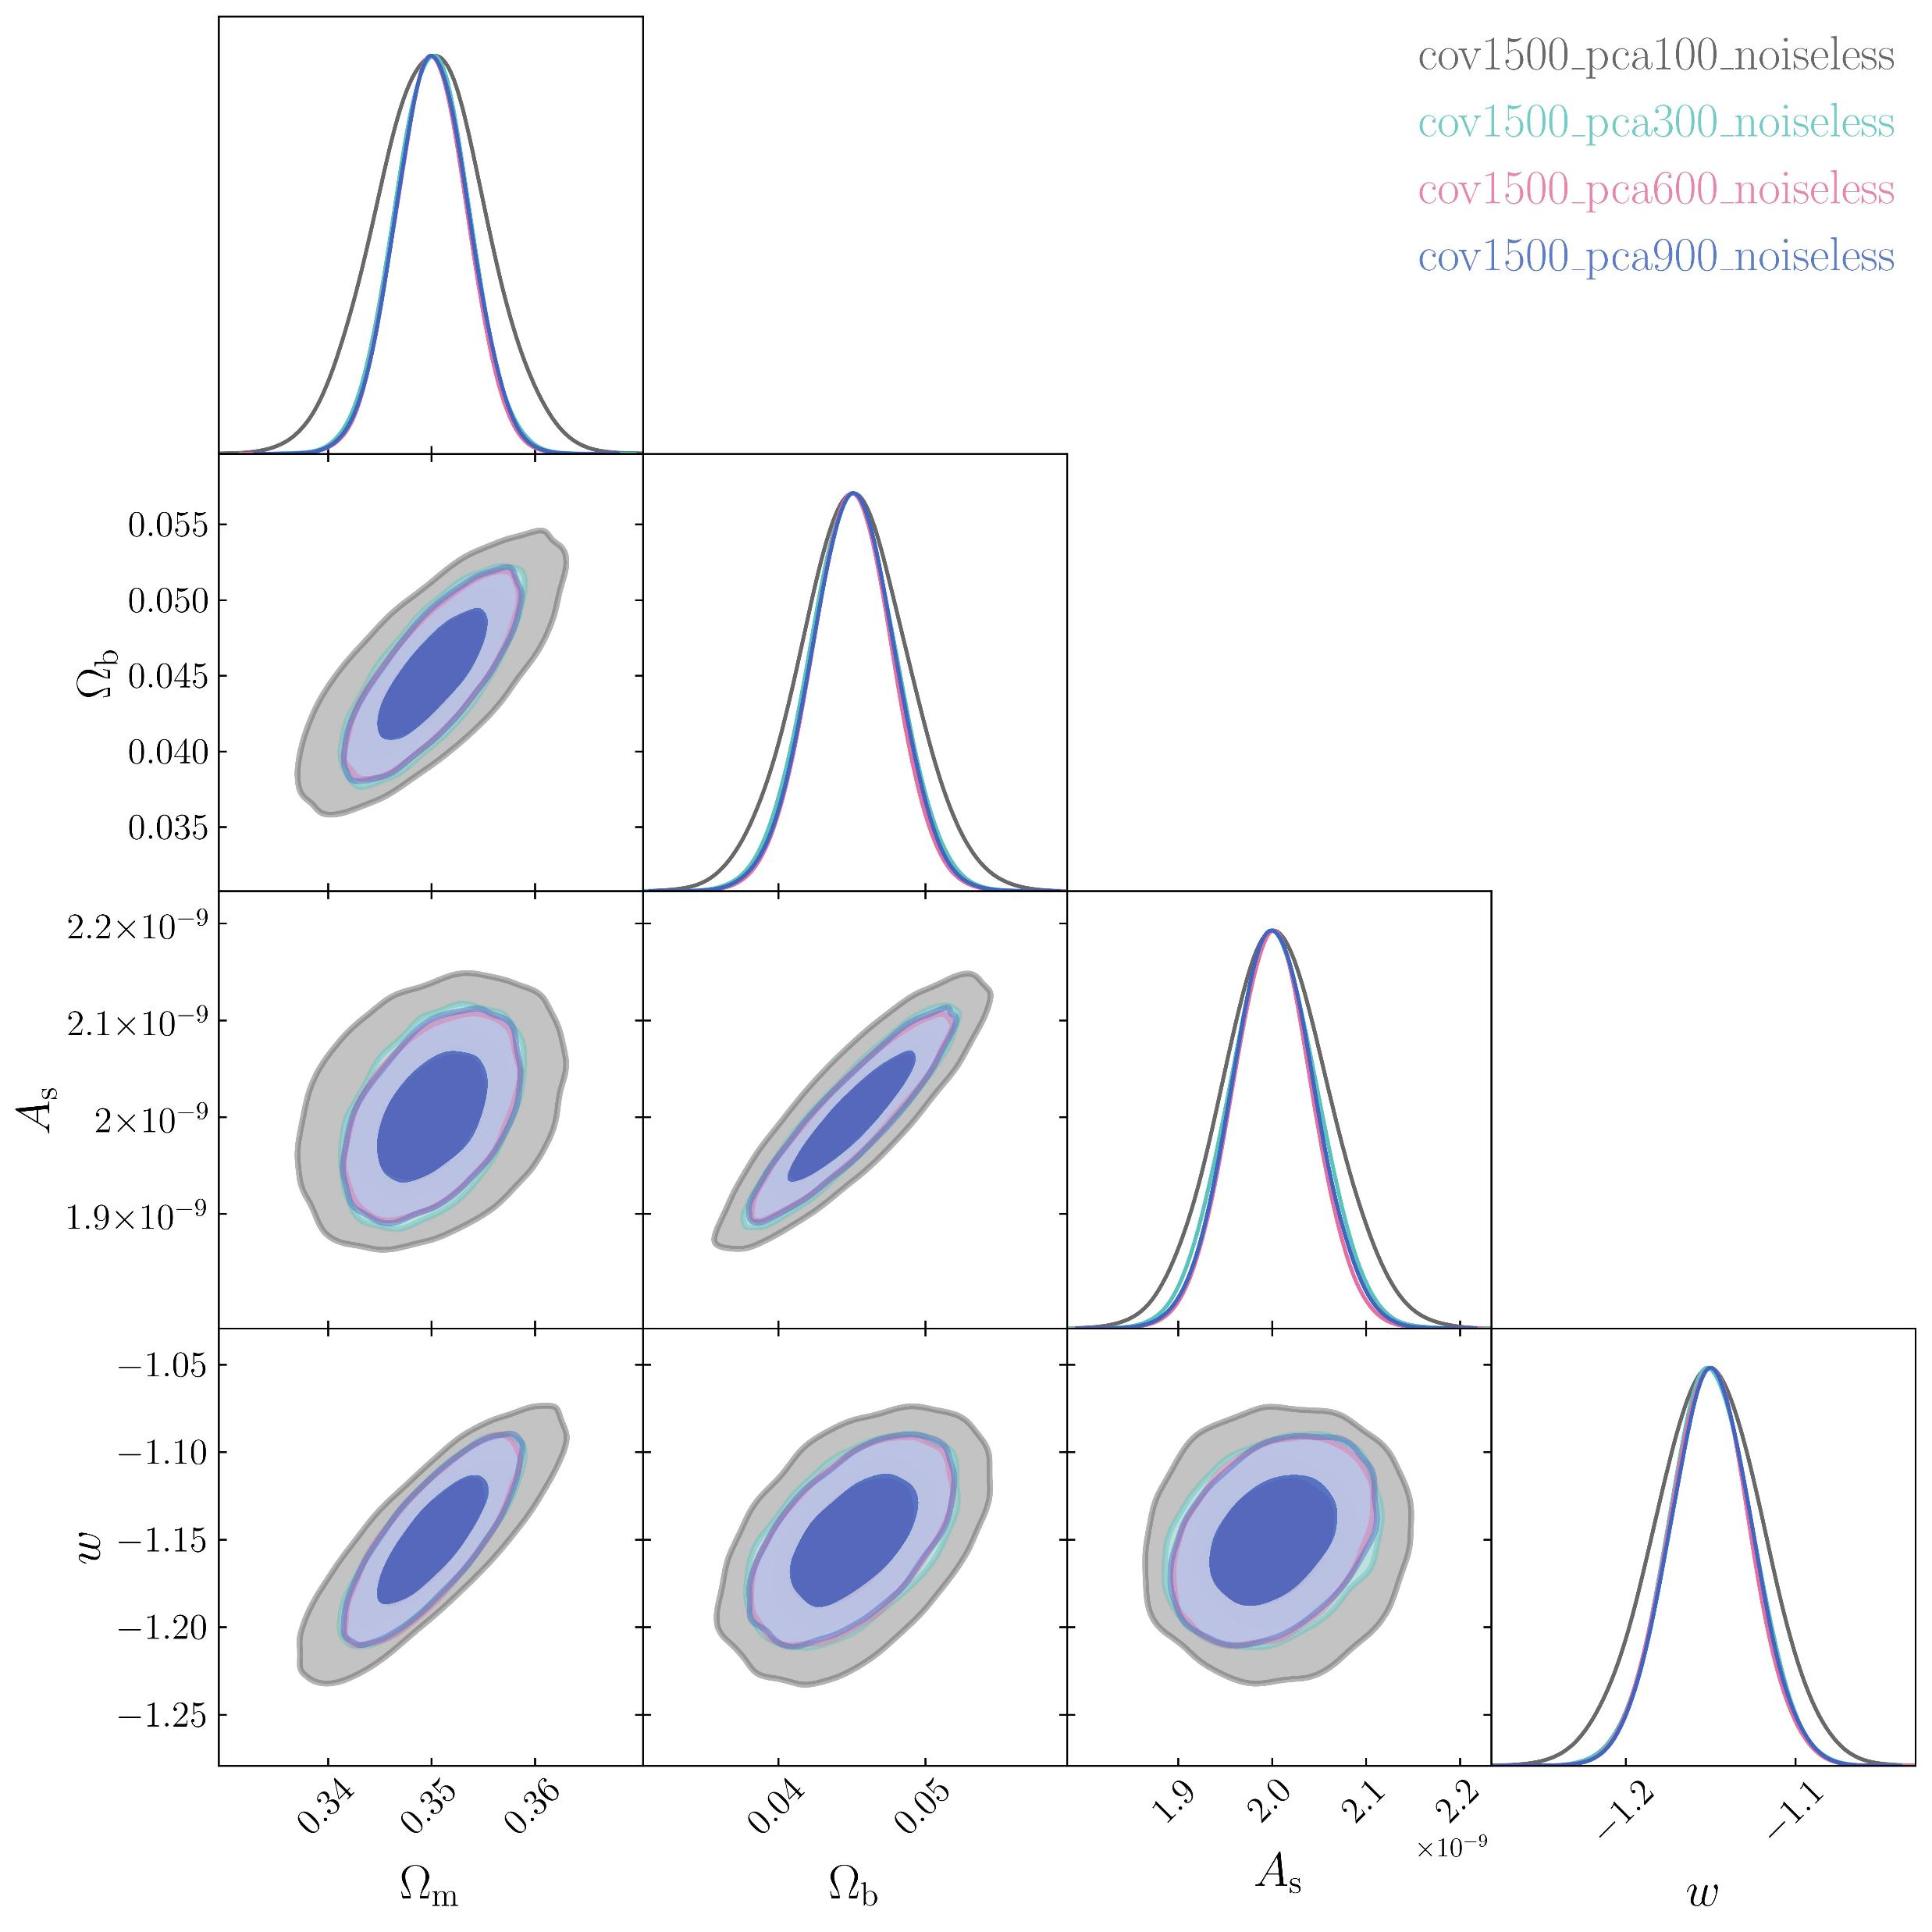 cov1500_pca100_noiseless
cov1500_pca300_noiseless
cov1500_pca600_noiseless
cov1500_pca900_noiseless
0.055
0.050
0.045
0.040
0.035
Ωb
2.2×10−9
2.1×10−9
2×10−9
1.9×10−9
As
−1.05
−1.10
−1.15
−1.20
−1.25
w
0.34 0.35 0.36
Ωm
0.04 0.05
Ωb
1.9 2.0 2.1 2.2
×10−9
As
−1.2 −1.1
w